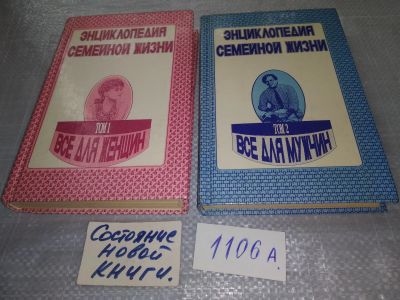 ЭНЦИКЛОПЕДИЯ
СЕМЕЙНОЙ ЖИЗНИ
ТОМ 1
ВСЕ ДЛЯ ЖЕНЩИН
ЭНЦИКЛОПЕДИЯ
СЕМЕЙНОЙ ЖИЗНИ
ТОМ 2
ВСЕ ДЛЯ МУЖЧИН
Состояние
новой
книги.
1106 А.